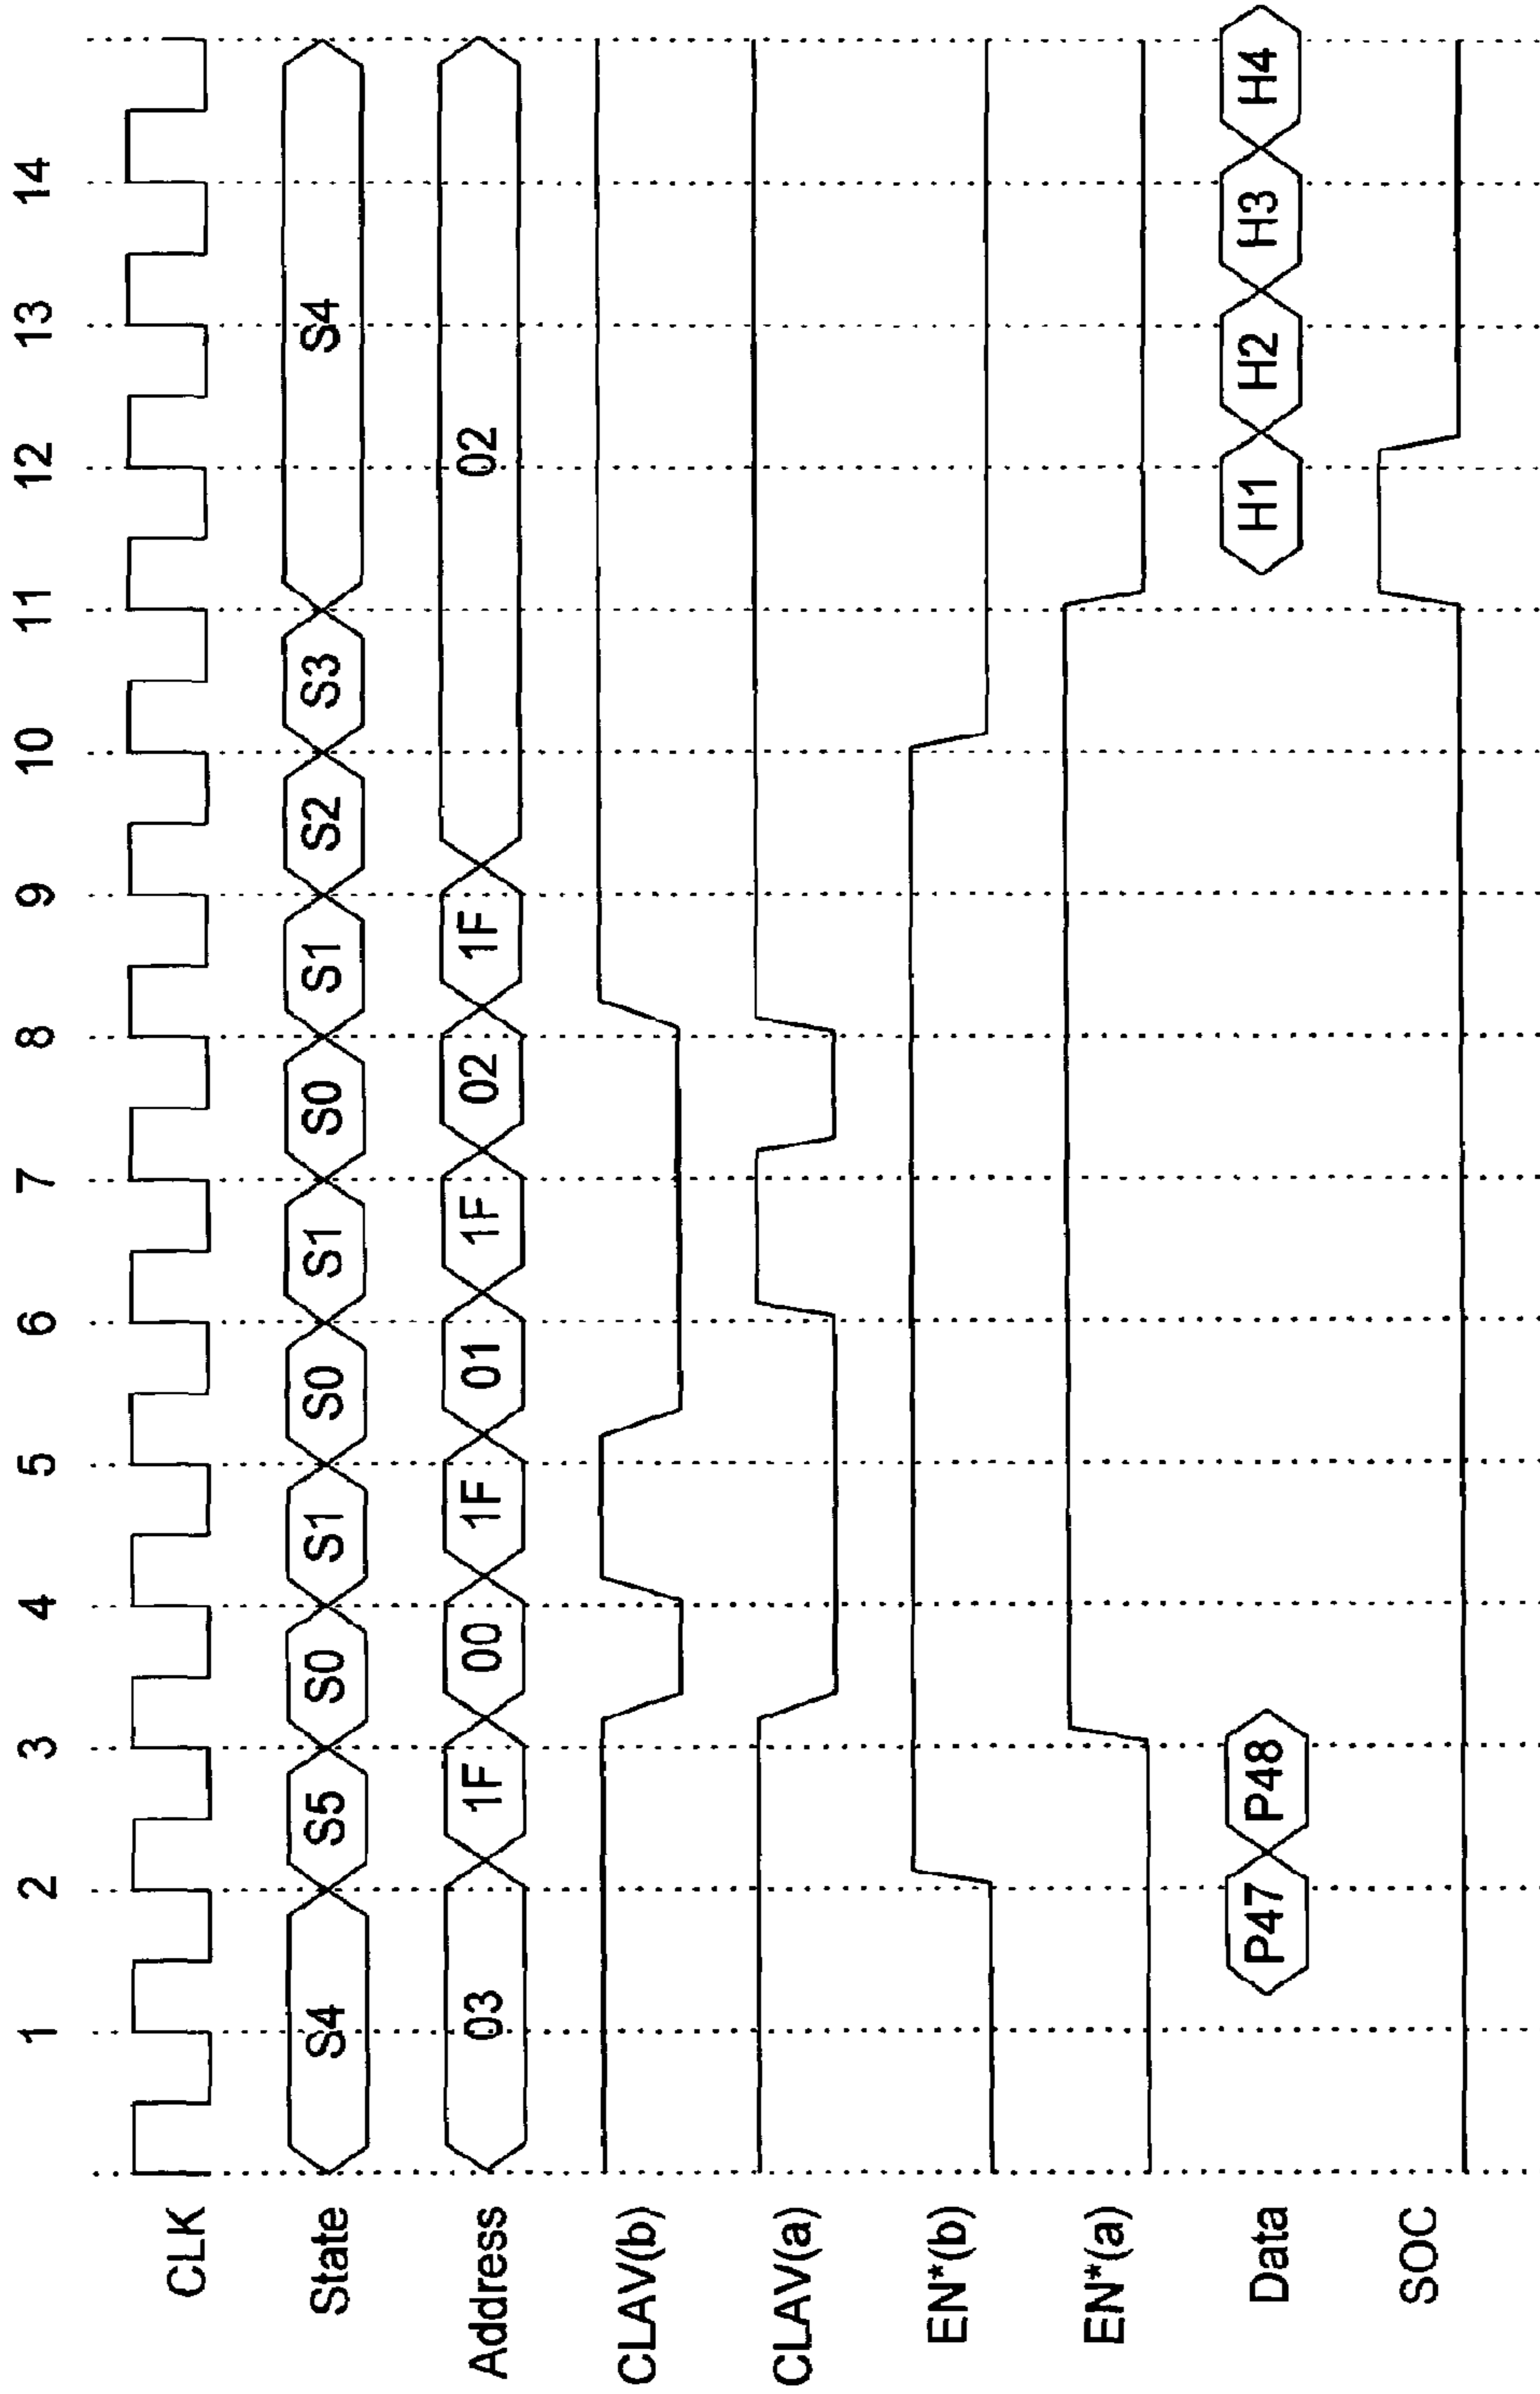 1 2 3 4 5 6 7 8 9 10 11 12 13 14
CLK
State S4 S5 S0 S1 S0 S1 S0 S1 S2 S3 S4
Address 03 1F 00 1F 01 1F 02 1F 02
CLAV(b)
CLAV(a)
EN*(b)
EN*(a)
Data P47 P48 H1 H2 H3 H4
SOC